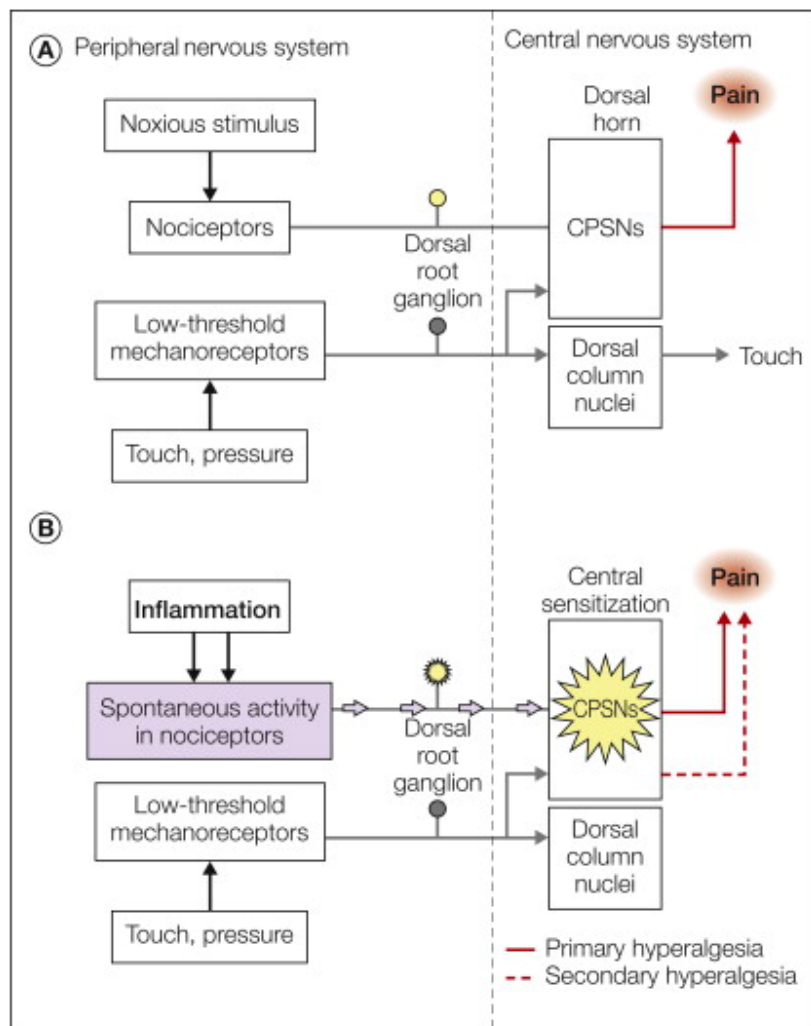 A Peripheral nervous system
Central nervous system
Noxious stimulus
Nociceptors
Dorsal
root
ganglion
Dorsal
horn
CPSNs
Pain
Low-threshold
mechanoreceptors
Dorsal
column
nuclei
Touch
Touch, pressure
B
Inflammation
Spontaneous activity
in nociceptors
Dorsal
root
ganglion
Central
sensitization
CPSNs
Pain
Low-threshold
mechanoreceptors
Dorsal
column
nuclei
Touch, pressure
Primary hyperalgesia
Secondary hyperalgesia